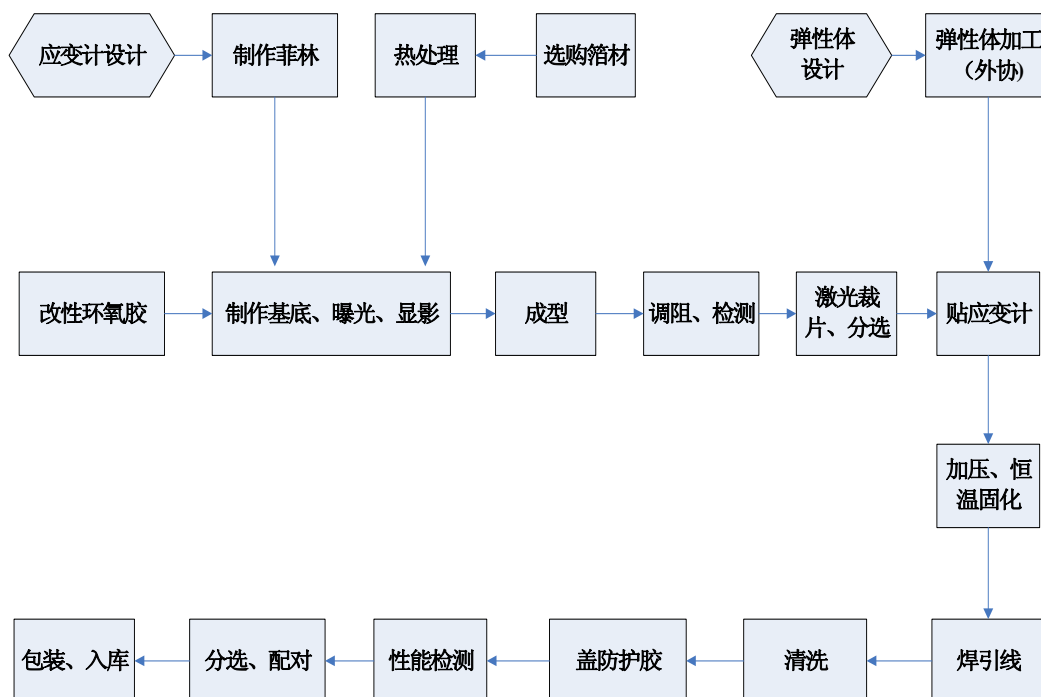 应变计设计
制作菲林
热处理
选购箔材
弹性体
设计
弹性体加工
（外协)
改性环氧胶
制作基底、曝光、显影
成型
调阻、检测
激光裁
片、分选
贴应变计
加压、恒
温固化
包装、入库
分选、配对
性能检测
盖防护胶
清洗
焊引线